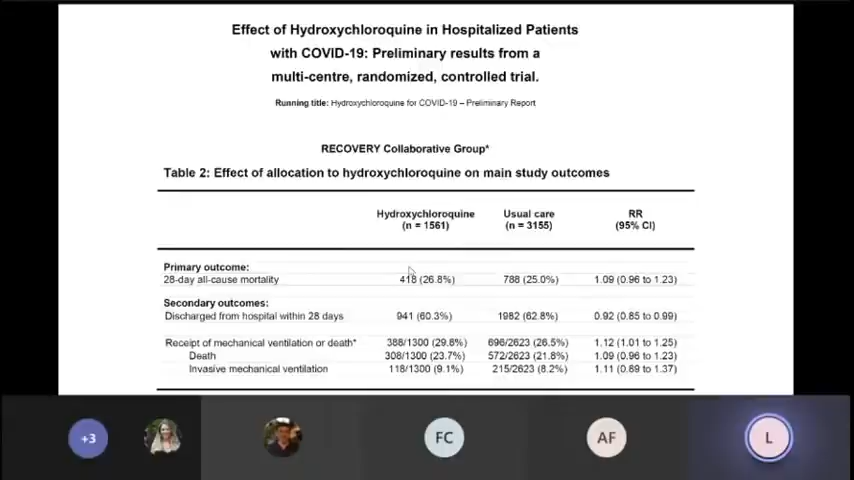 Effect of Hydroxychloroquine in Hospitalized Patients
with COVID-19: Preliminary results from a
multi-centre, randomized, controlled trial.
Running title: Hydroxychloroquine for COVID-19 – Preliminary Report
RECOVERY Collaborative Group*
Table 2: Effect of allocation to hydroxychloroquine on main study outcomes
Hydroxychloroquine Usual care RR
(n = 1561) (n = 3155) (95% CI)
Primary outcome:
28-day all-cause mortality 418 (26.8%) 788 (25.0%) 1.09 (0.96 to 1.23)
Secondary outcomes:
Discharged from hospital within 28 days 941 (60.3%) 1982 (62.8%) 0.92 (0.85 to 0.99)
Receipt of mechanical ventilation or death* 388/1300 (29.8%) 696/2623 (26.5%) 1.12 (1.01 to 1.25)
Death 308/1300 (23.7%) 572/2623 (21.8%) 1.09 (0.96 to 1.23)
Invasive mechanical ventilation 118/1300 (9.1%) 215/2623 (8.2%) 1.11 (0.89 to 1.37)
+3 FC AF L